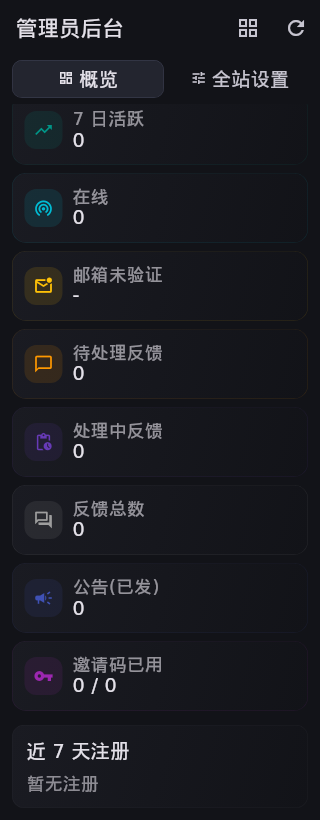 管理员后台
概览
全站设置
7 日活跃
0
在线
0
邮箱未验证
-
待处理反馈
0
处理中反馈
0
反馈总数
0
公告(已发)
0
邀请码已用
0 / 0
近 7 天注册
暂无注册